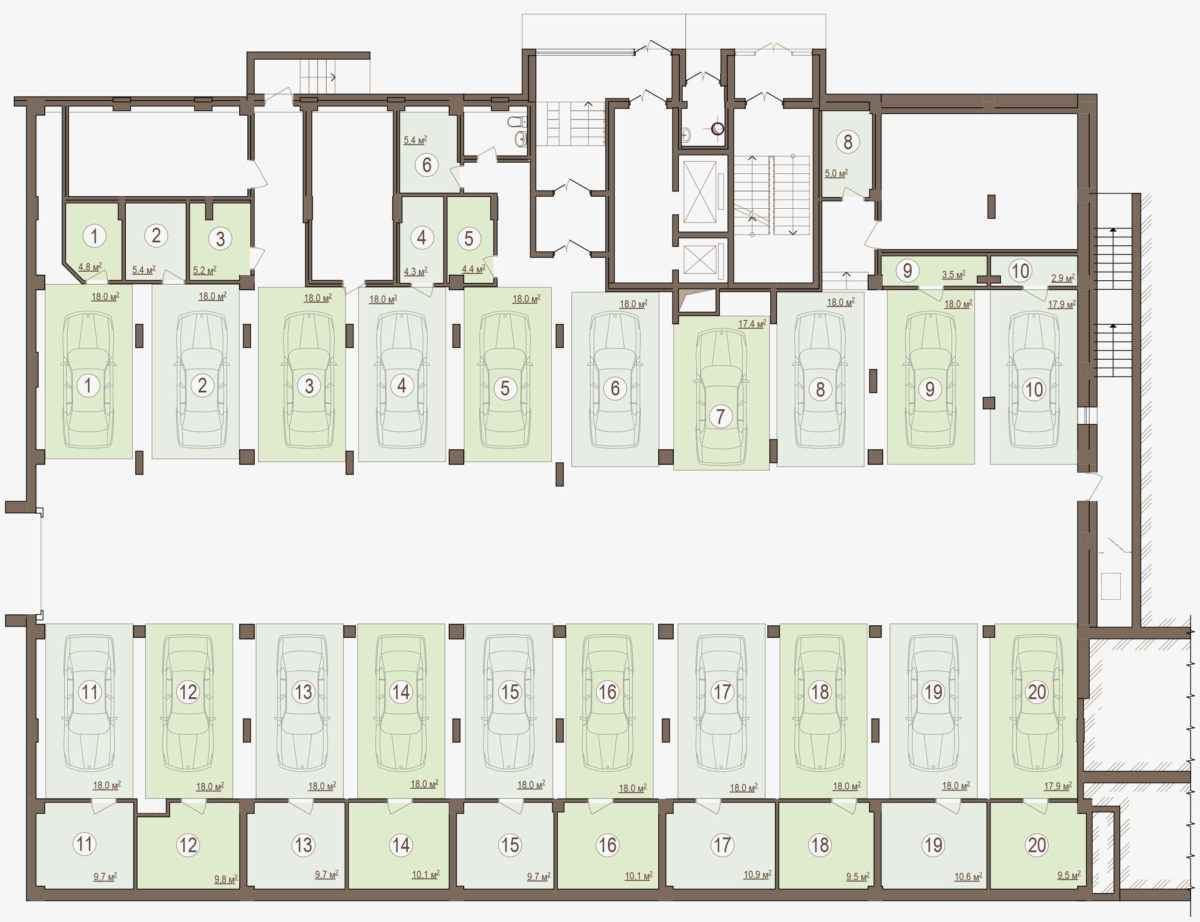 5.4 м²
6
8
5.0 м²
1
4.8 м²
2
5.4 м²
3
5.2 м²
4
4.3 м²
5
4.4 м²
9
3.5 м²
10
2.9 м²
18.0 м²
18.0 м²
18.0 м²
18.0 м²
18.0 м²
18.0 м²
17.4 м²
18.0 м²
18.0 м²
17.9 м²
1
2
3
4
5
6
7
8
9
10
11
12
13
14
15
16
17
18
19
20
18.0 м²
18.0 м²
18.0 м²
18.0 м²
18.0 м²
18.0 м²
18.0 м²
18.0 м²
18.0 м²
17.9 м²
11
12
13
14
15
16
17
18
19
20
9.7 м²
9.8 м²
9.7 м²
10.1 м²
9.7 м²
10.1 м²
10.9 м²
9.5 м²
10.6 м²
9.5 м²